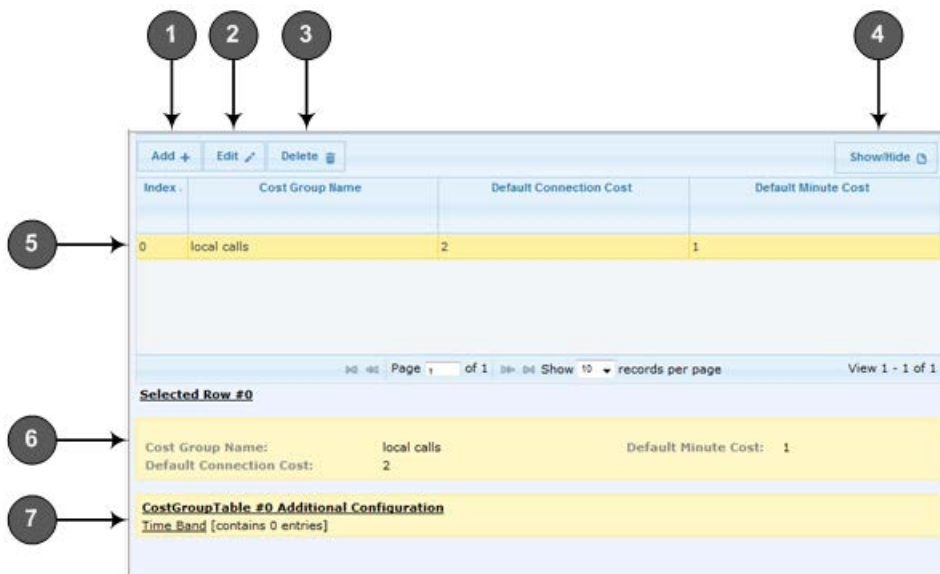 1 2 3 4
Add + Edit Delete Show/Hide
Index Cost Group Name Default Connection Cost Default Minute Cost
5
0 local calls 2 1
Page 1 of 1 Show 10 records per page View 1 - 1 of 1
Selected Row #0
6
Cost Group Name: local calls Default Minute Cost: 1
Default Connection Cost: 2
7
CostGroupTable #0 Additional Configuration
Time Band [contains 0 entries]